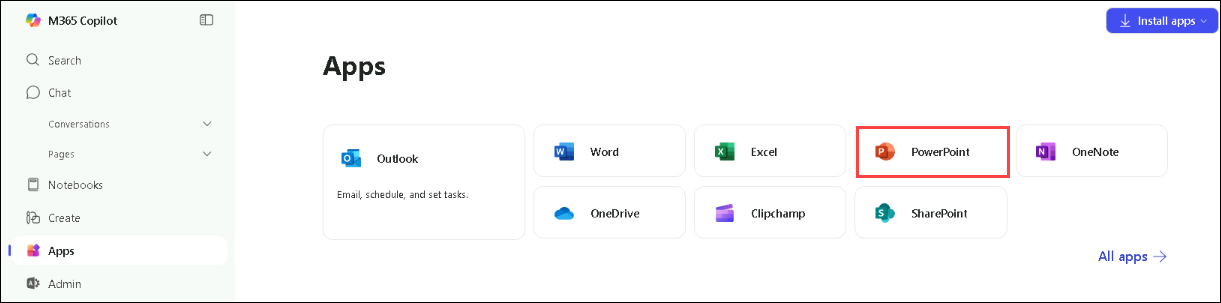 M365 Copilot
Install apps
Search
Chat
Conversations
Pages
Notebooks
Create
Apps
Admin
Apps
Outlook
Email, schedule, and set tasks.
Word
Excel
PowerPoint
OneNote
OneDrive
Clipchamp
SharePoint
All apps